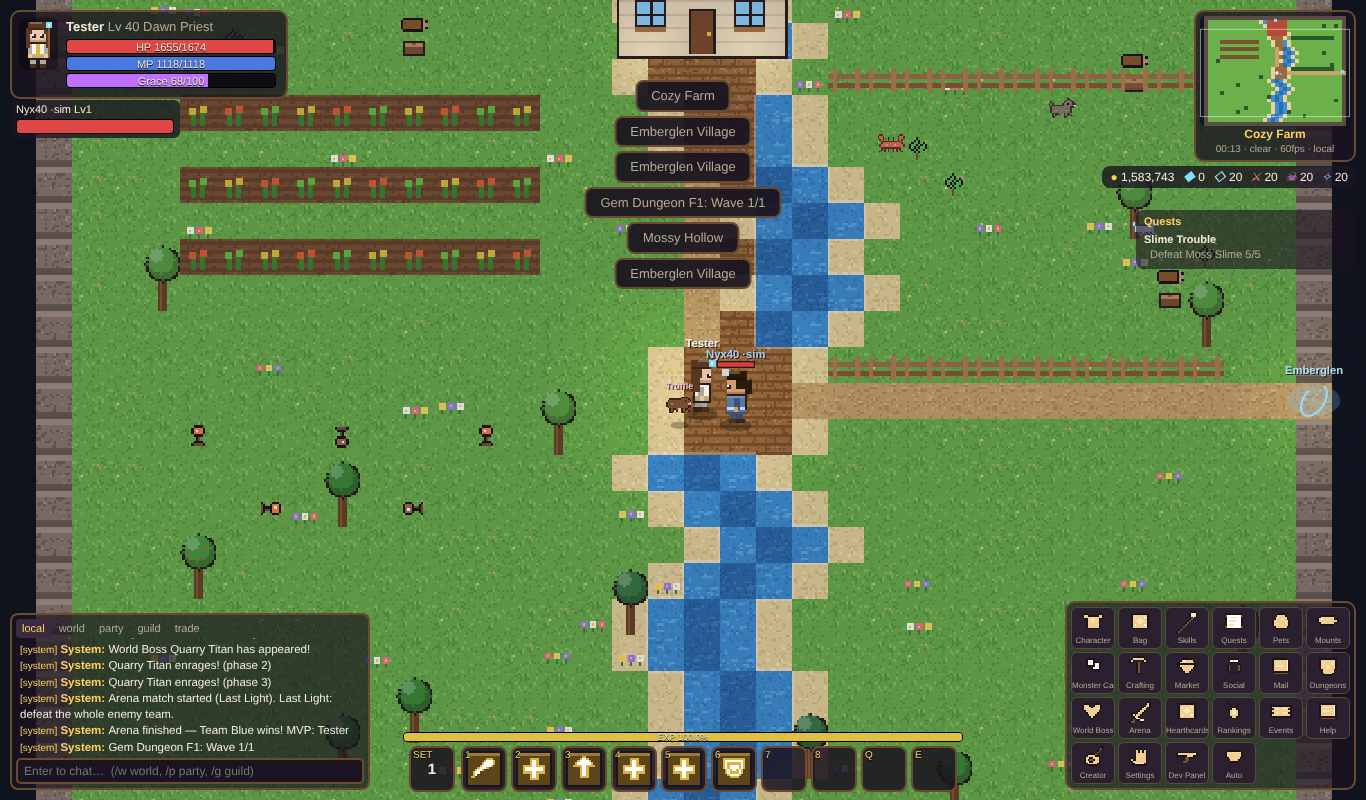 Tester Lv 40 Dawn Priest
HP 1655/1674
MP 1118/1118
Grace 68/100
Nyx40 ·sim Lv1
Cozy Farm
Emberglen Village
Emberglen Village
Gem Dungeon F1: Wave 1/1
Mossy Hollow
Emberglen Village
Cozy Farm
00:13 · clear · 60fps · local
1,583,743 0 20 20 20 20
Quests
Slime Trouble
Defeat Moss Slime 5/5
Tester
Nyx40 ·sim
Truffle
Emberglen
local world party guild trade
[system] System: World Boss Quarry Titan has appeared!
[system] System: Quarry Titan enrages! (phase 2)
[system] System: Quarry Titan enrages! (phase 3)
[system] System: Arena match started (Last Light). Last Light:
defeat the whole enemy team.
[system] System: Arena finished — Team Blue wins! MVP: Tester
[system] System: Gem Dungeon F1: Wave 1/1
Enter to chat… (/w world, /p party, /g guild)
EXP 100.0%
SET 1 2 3 4 5 6 7 8 Q E
1
Character Bag Skills Quests Pets Mounts
Monster Ca Crafting Market Social Mail Dungeons
World Boss Arena Hearthcards Rankings Events Help
Creator Settings Dev Panel Auto